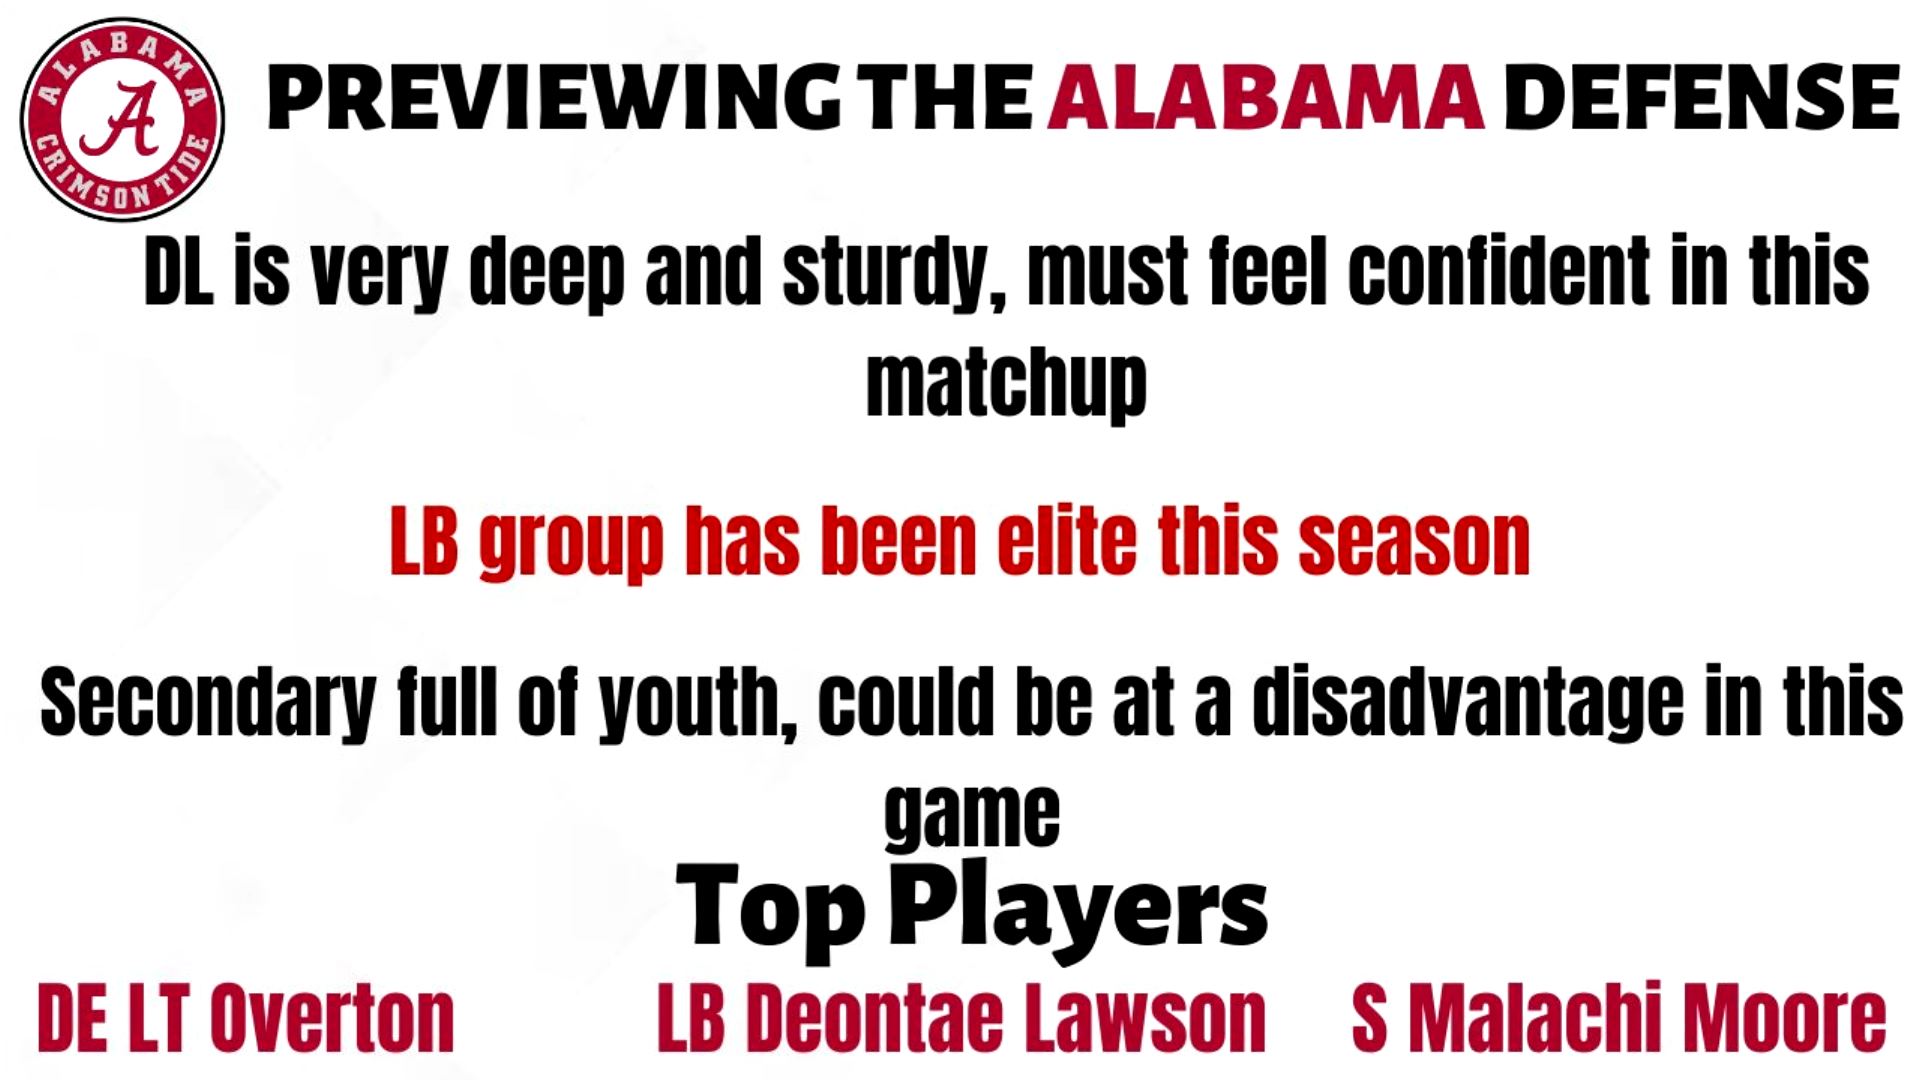 ALABAMA
A
CRIMSON TIDE
PREVIEWING THE ALABAMA DEFENSE
DL is very deep and sturdy, must feel confident in this
matchup
LB group has been elite this season
Secondary full of youth, could be at a disadvantage in this
game
Top Players
DE LT Overton LB Deontae Lawson S Malachi Moore